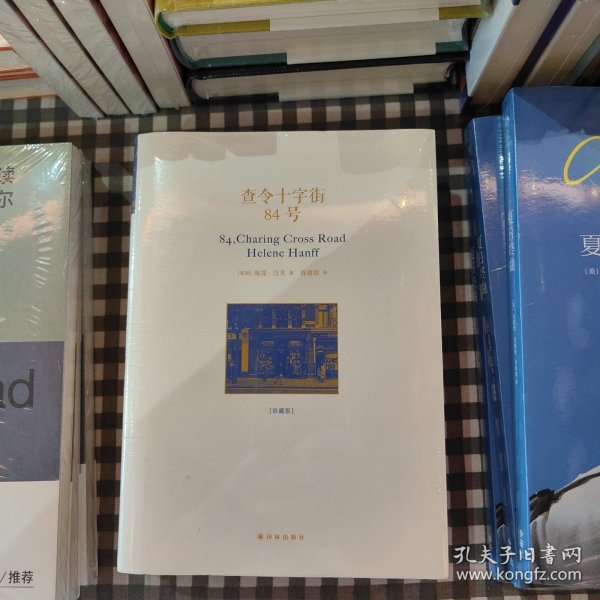 查令十字街
84号
84,Charing Cross Road
Helene Hanff
[美国] 海莲·汉芙 著 陈建铭 译
[珍藏版]
译林出版社
读
尔
/推荐
夏
[美]
孔夫子旧书网
www.kongfz.com